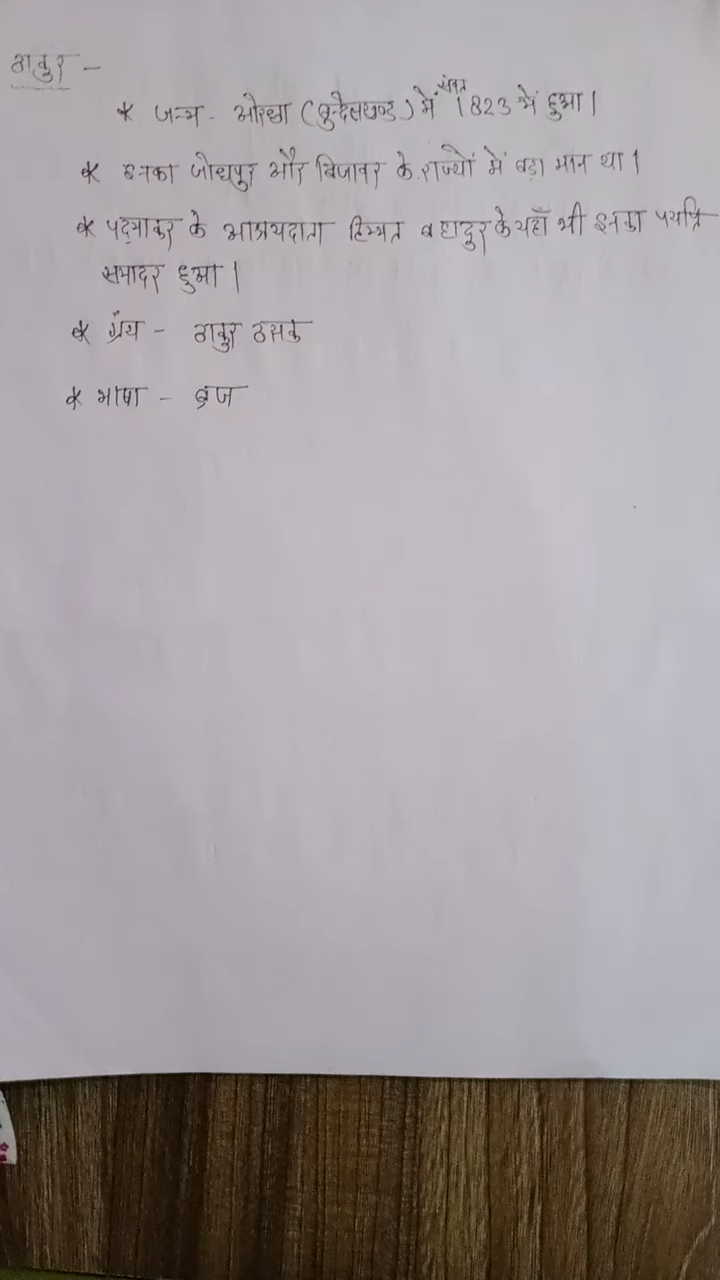 ठाकुर -
* जन्म - ओरछा (बुन्देलखण्ड) में संवत 1823 में हुआ।
* इनका जोधपुर और बिजावर के राज्यों में बड़ा मान था।
* पद्माकर के आश्रयदाता हिम्मत बहादुर के यहाँ भी इनका पर्याप्त
समादर हुआ।
* ग्रंथ - ठाकुर ठसक
* भाषा - ब्रज